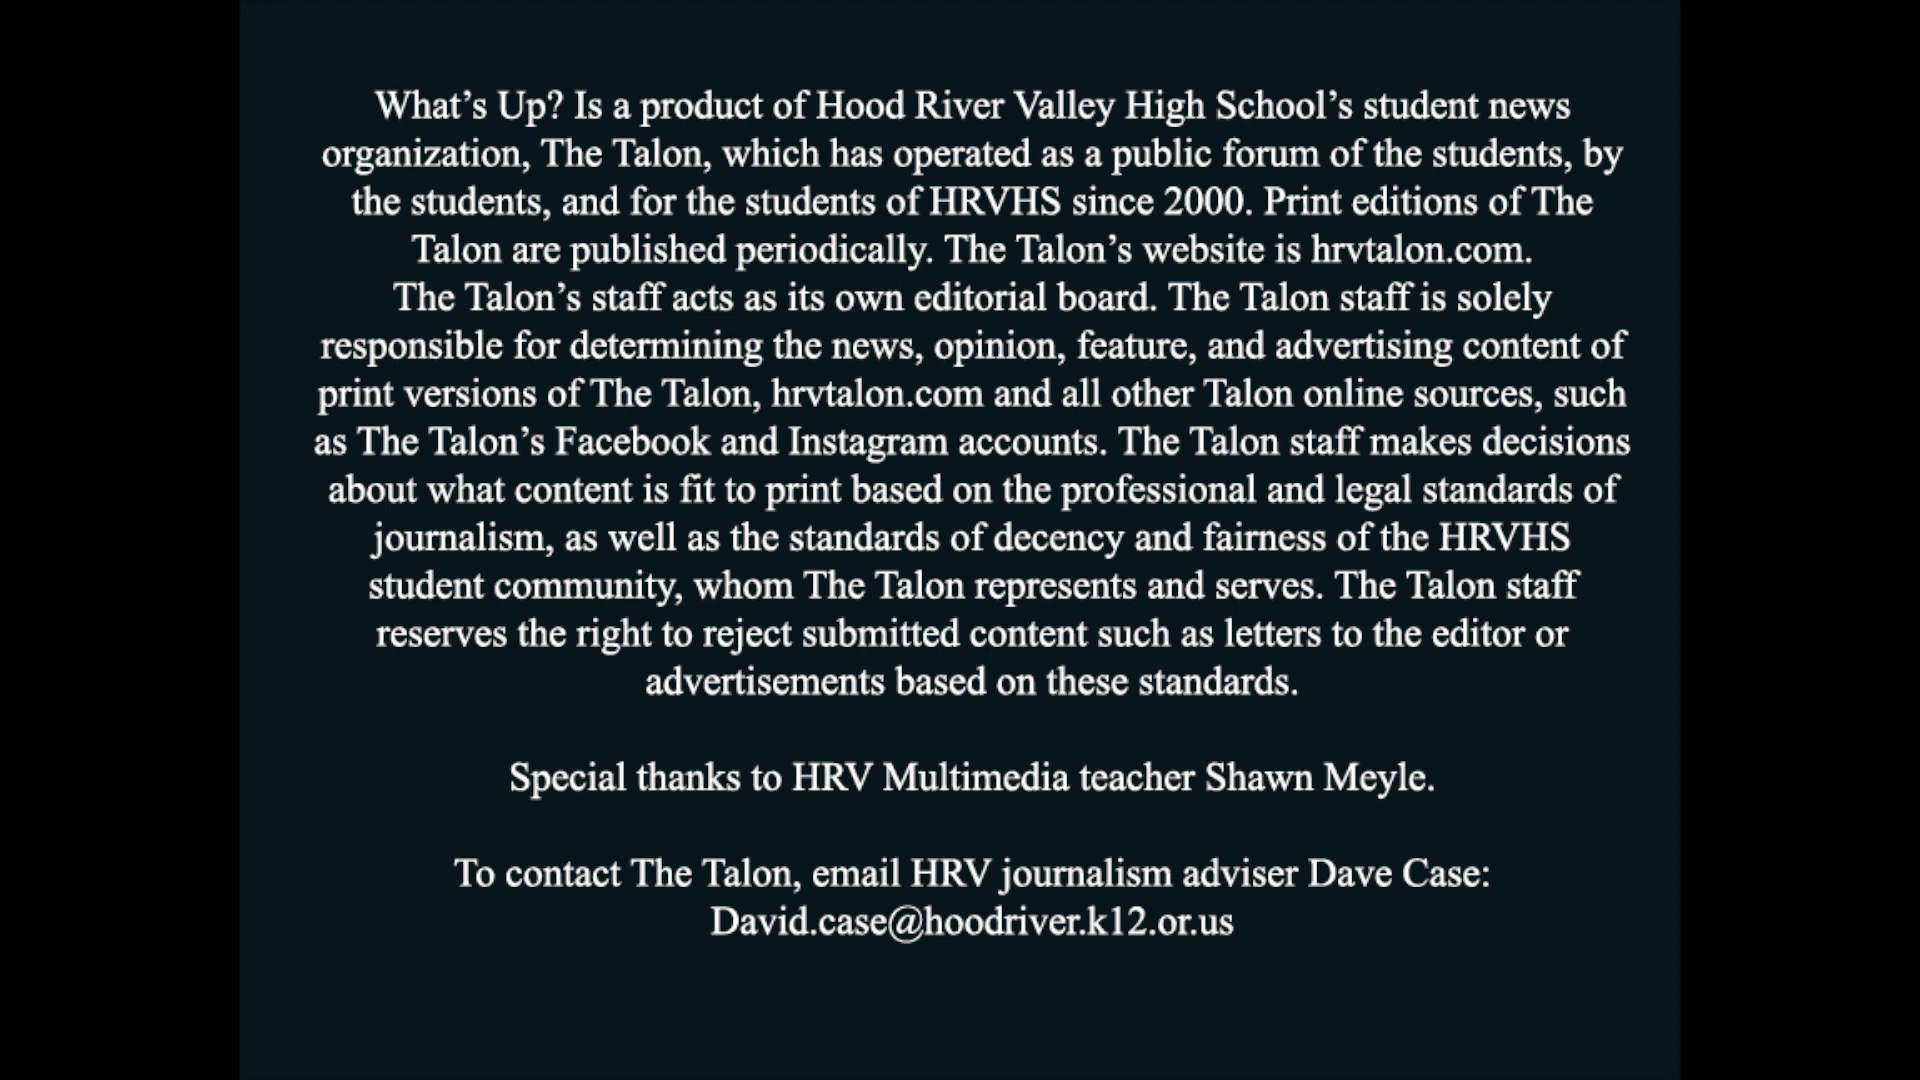 What’s Up? Is a product of Hood River Valley High School’s student news
organization, The Talon, which has operated as a public forum of the students, by
the students, and for the students of HRVHS since 2000. Print editions of The
Talon are published periodically. The Talon’s website is hrvtalon.com.
The Talon’s staff acts as its own editorial board. The Talon staff is solely
responsible for determining the news, opinion, feature, and advertising content of
print versions of The Talon, hrvtalon.com and all other Talon online sources, such
as The Talon’s Facebook and Instagram accounts. The Talon staff makes decisions
about what content is fit to print based on the professional and legal standards of
journalism, as well as the standards of decency and fairness of the HRVHS
student community, whom The Talon represents and serves. The Talon staff
reserves the right to reject submitted content such as letters to the editor or
advertisements based on these standards.
Special thanks to HRV Multimedia teacher Shawn Meyle.
To contact The Talon, email HRV journalism adviser Dave Case:
David.case@hoodriver.k12.or.us